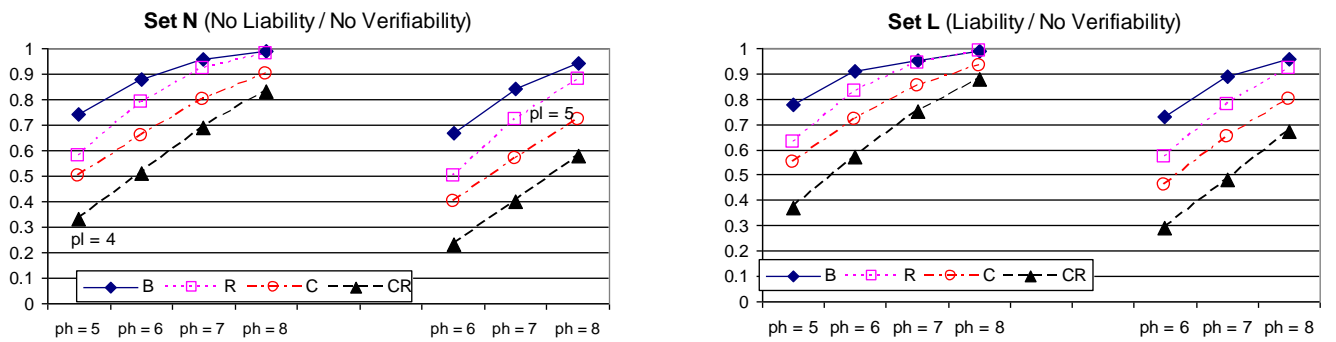 Set N (No Liability / No Verifiability)
1
0.9
0.8
0.7
0.6
0.5
0.4
0.3
0.2
0.1
0
pl = 5
pl = 4
B R C CR
ph = 5 ph = 6 ph = 7 ph = 8 ph = 6 ph = 7 ph = 8
Set L (Liability / No Verifiability)
1
0.9
0.8
0.7
0.6
0.5
0.4
0.3
0.2
0.1
0
B R C CR
ph = 5 ph = 6 ph = 7 ph = 8 ph = 6 ph = 7 ph = 8